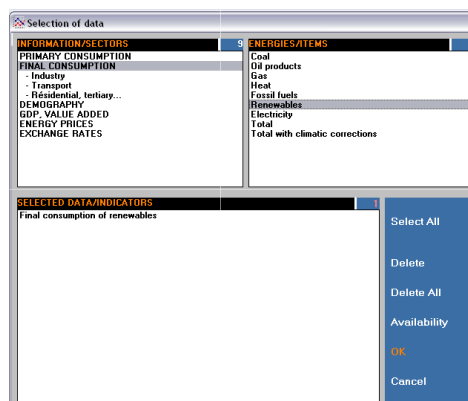 Selection of data
INFORMATION/SECTORS 9
PRIMARY CONSUMPTION
FINAL CONSUMPTION
- Industry
- Transport
- Résidential, tertiary...
DEMOGRAPHY
GDP, VALUE ADDED
ENERGY PRICES
EXCHANGE RATES
ENERGIES/ITEMS
Coal
Oil products
Gas
Heat
Fossil fuels
Renewables
Electricity
Total
Total with climatic corrections
SELECTED DATA/INDICATORS 1
Final consumption of renewables
Select All
Delete
Delete All
Availability
OK
Cancel